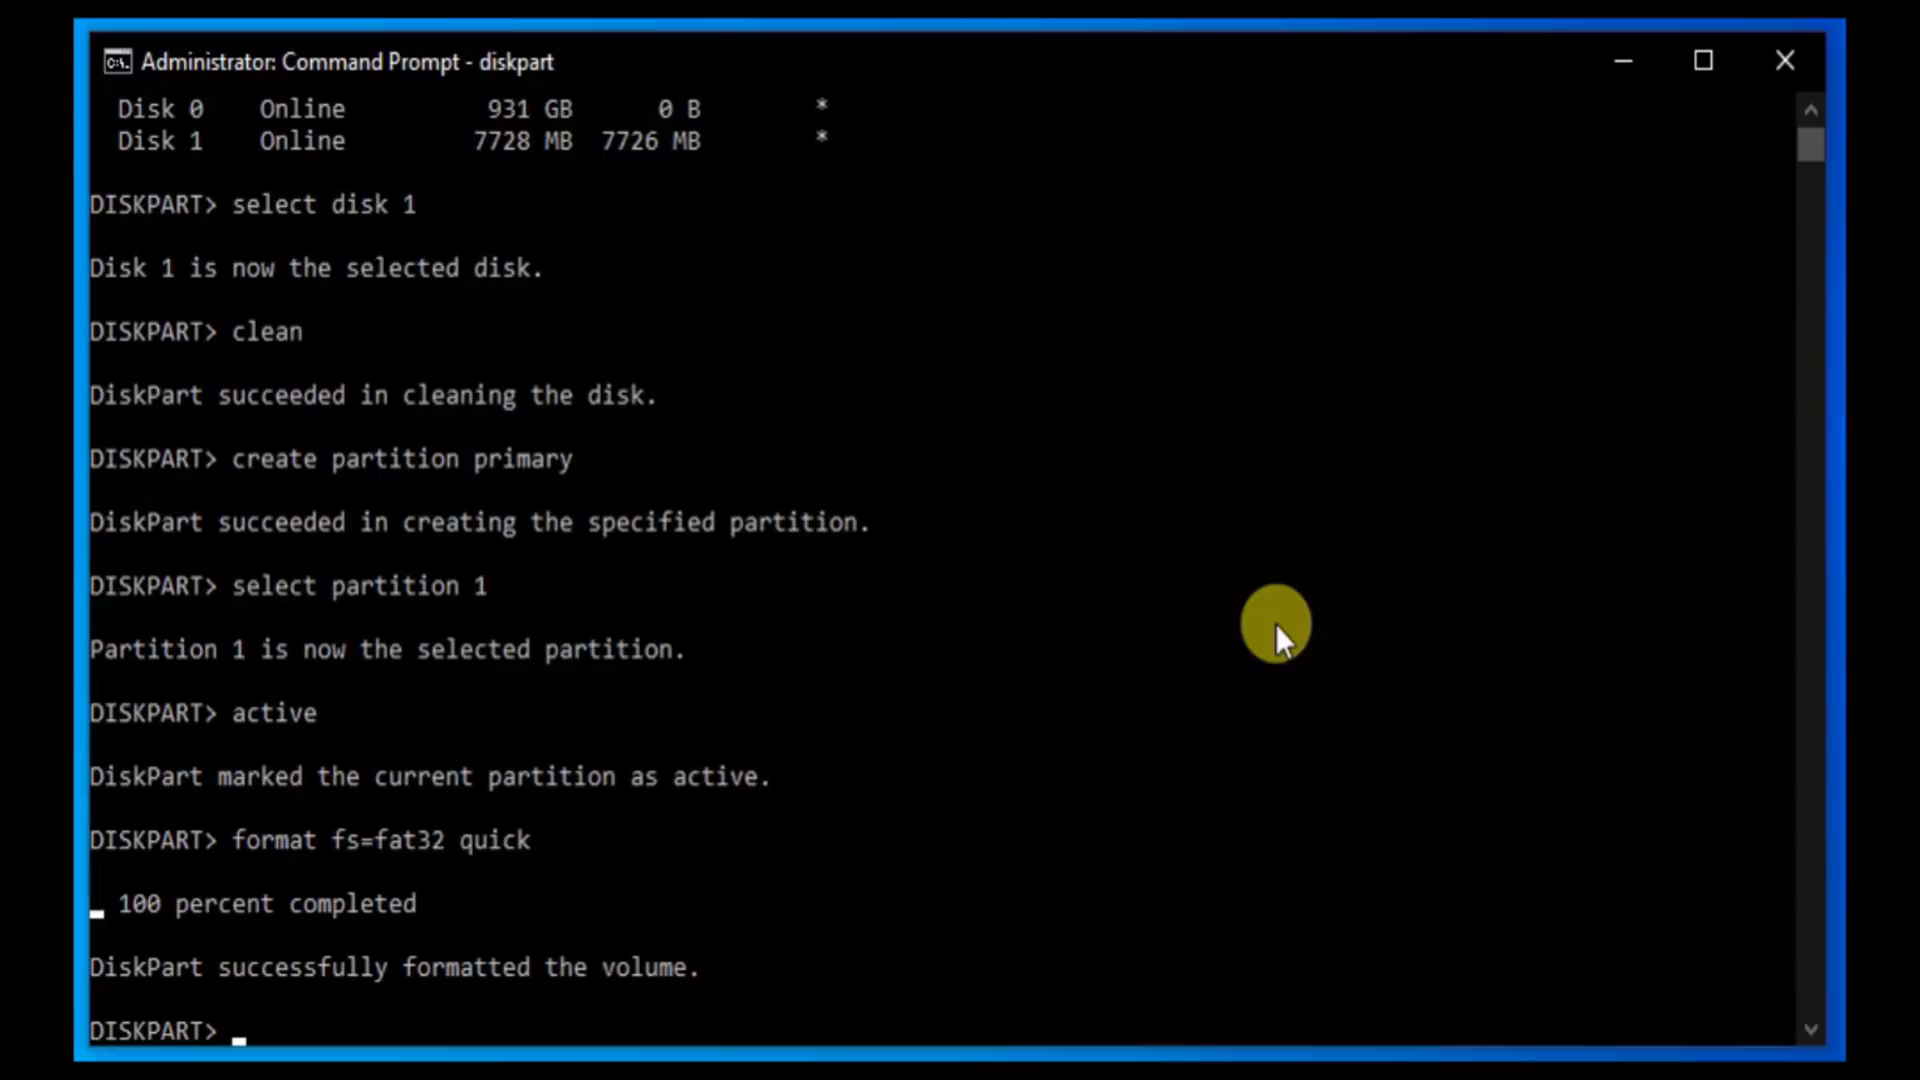 Administrator: Command Prompt - diskpart
Disk 0 Online 931 GB 0 B *
Disk 1 Online 7728 MB 7726 MB *
DISKPART> select disk 1
Disk 1 is now the selected disk.
DISKPART> clean
DiskPart succeeded in cleaning the disk.
DISKPART> create partition primary
DiskPart succeeded in creating the specified partition.
DISKPART> select partition 1
Partition 1 is now the selected partition.
DISKPART> active
DiskPart marked the current partition as active.
DISKPART> format fs=fat32 quick
100 percent completed
DiskPart successfully formatted the volume.
DISKPART>